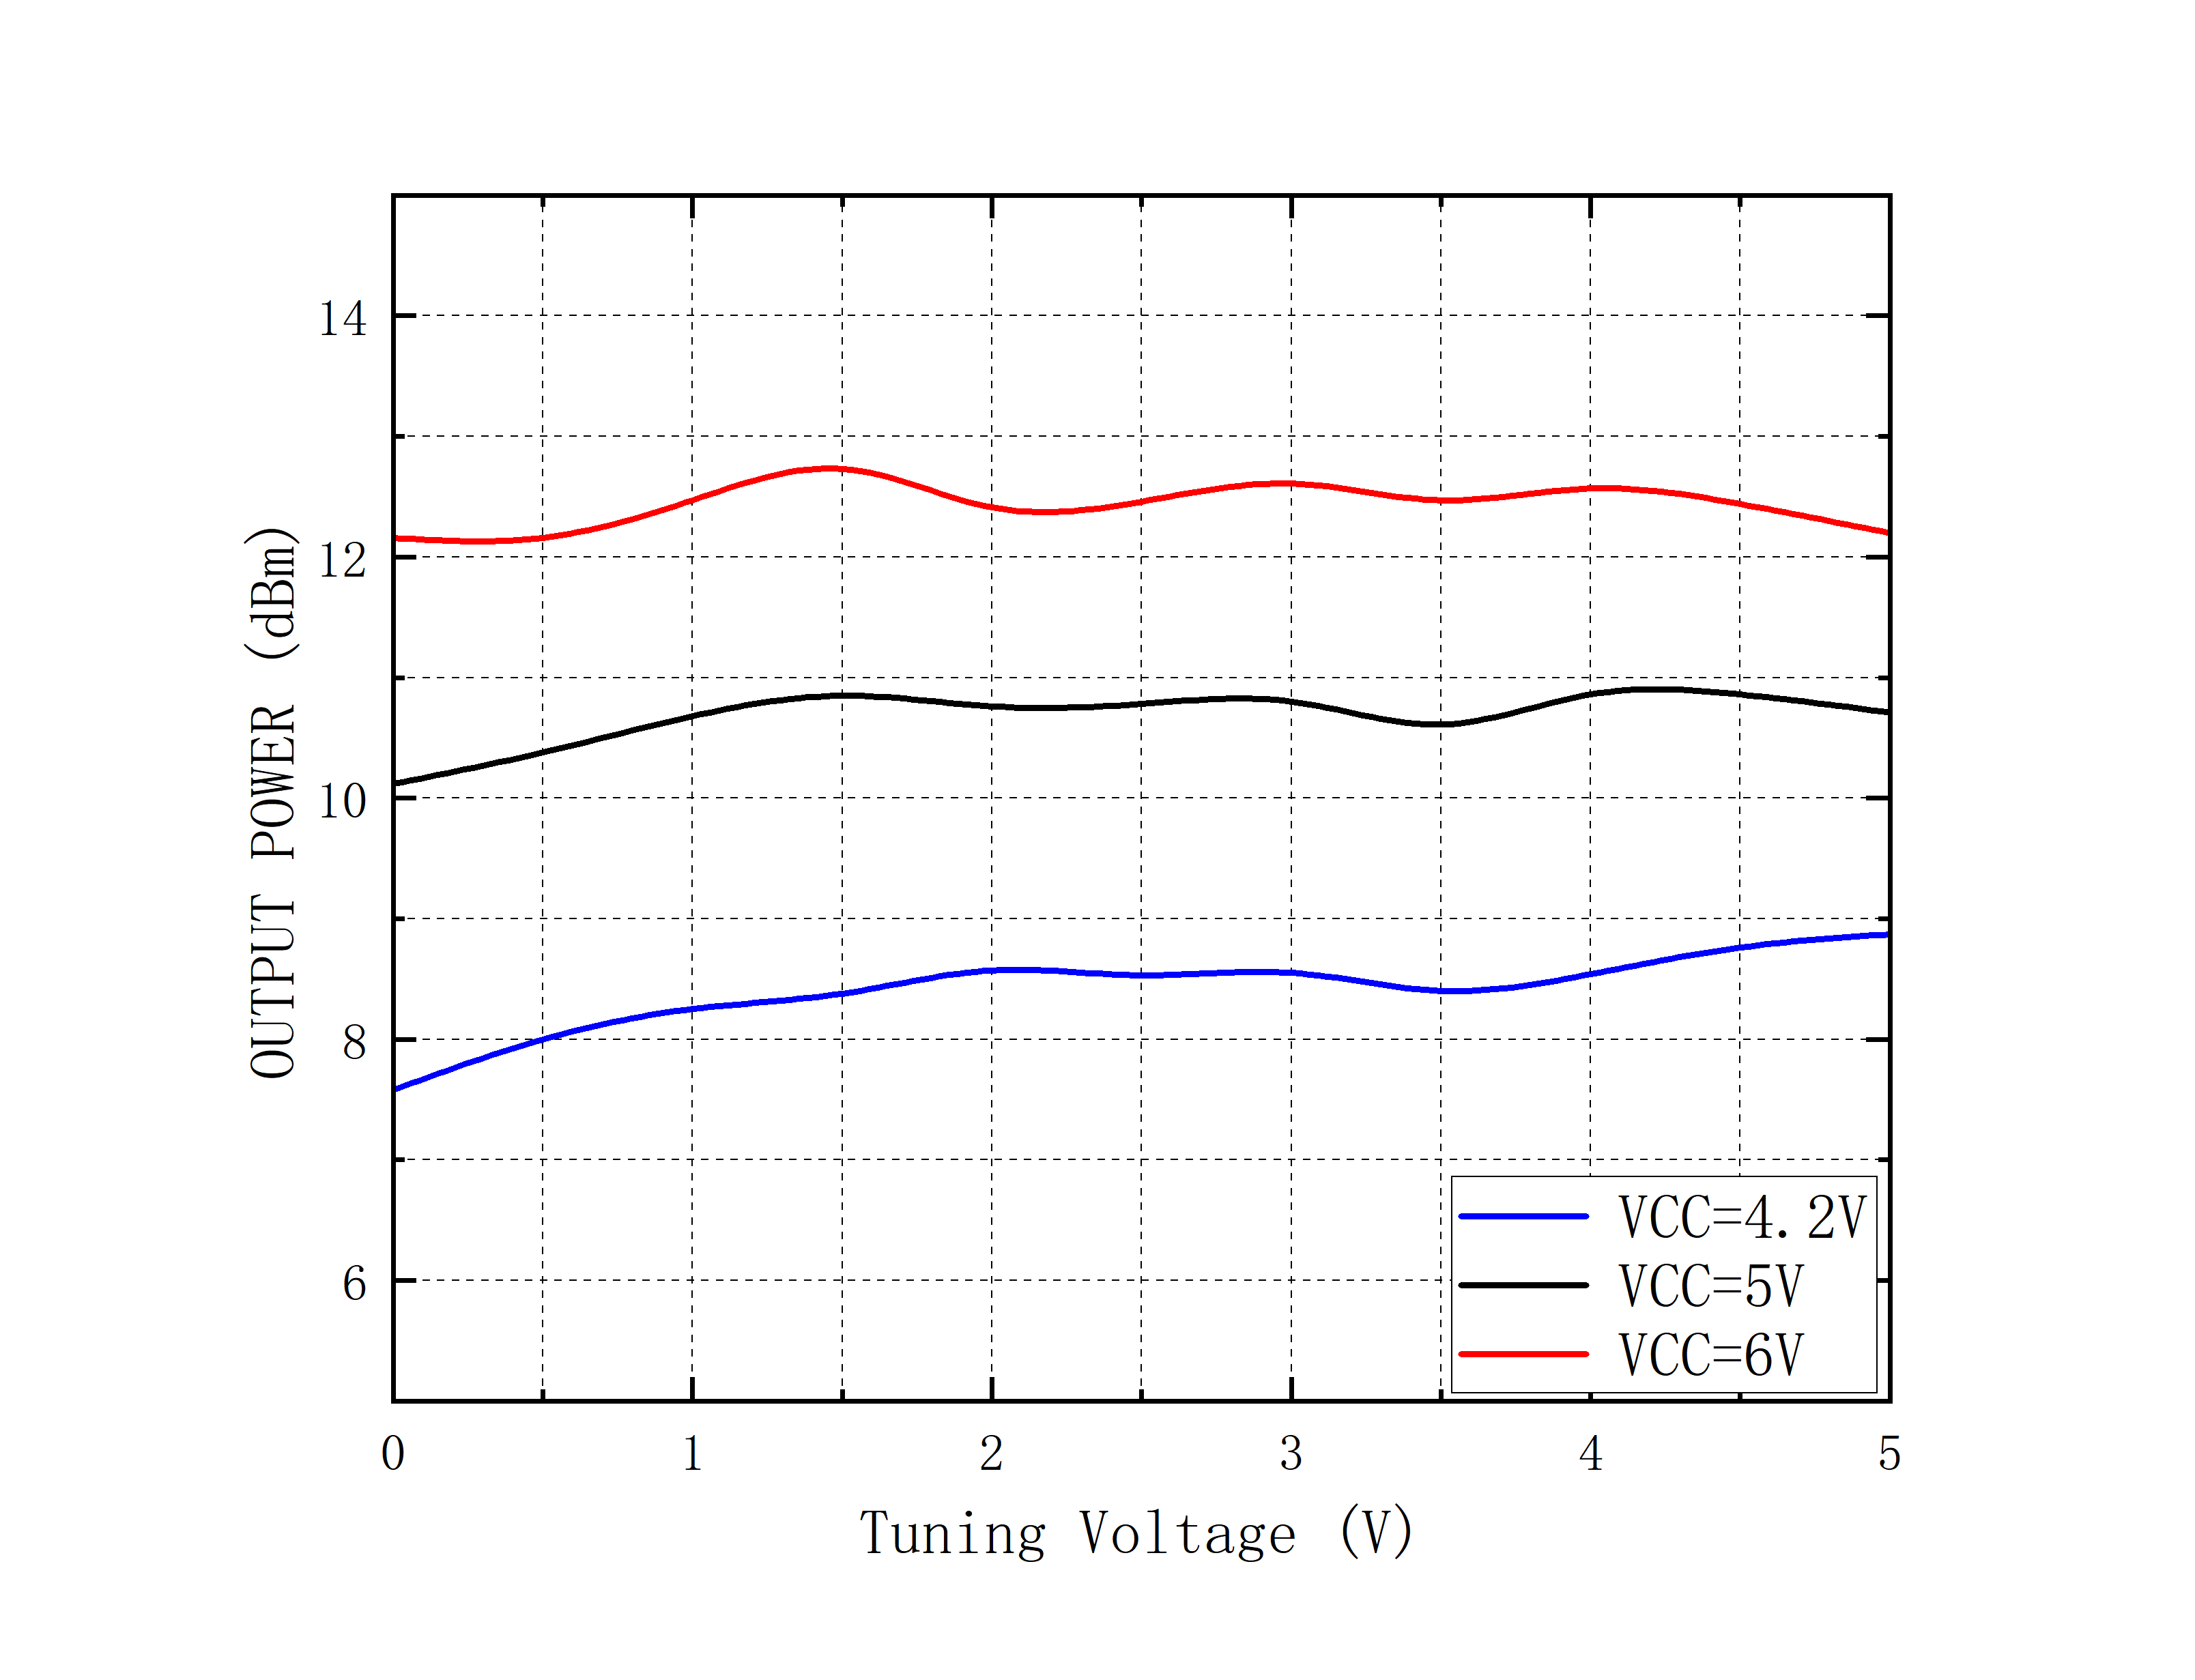 14
12
10
8
6
OUTPUT POWER (dBm)
VCC=4.2V
VCC=5V
VCC=6V
0 1 2 3 4 5
Tuning Voltage (V)